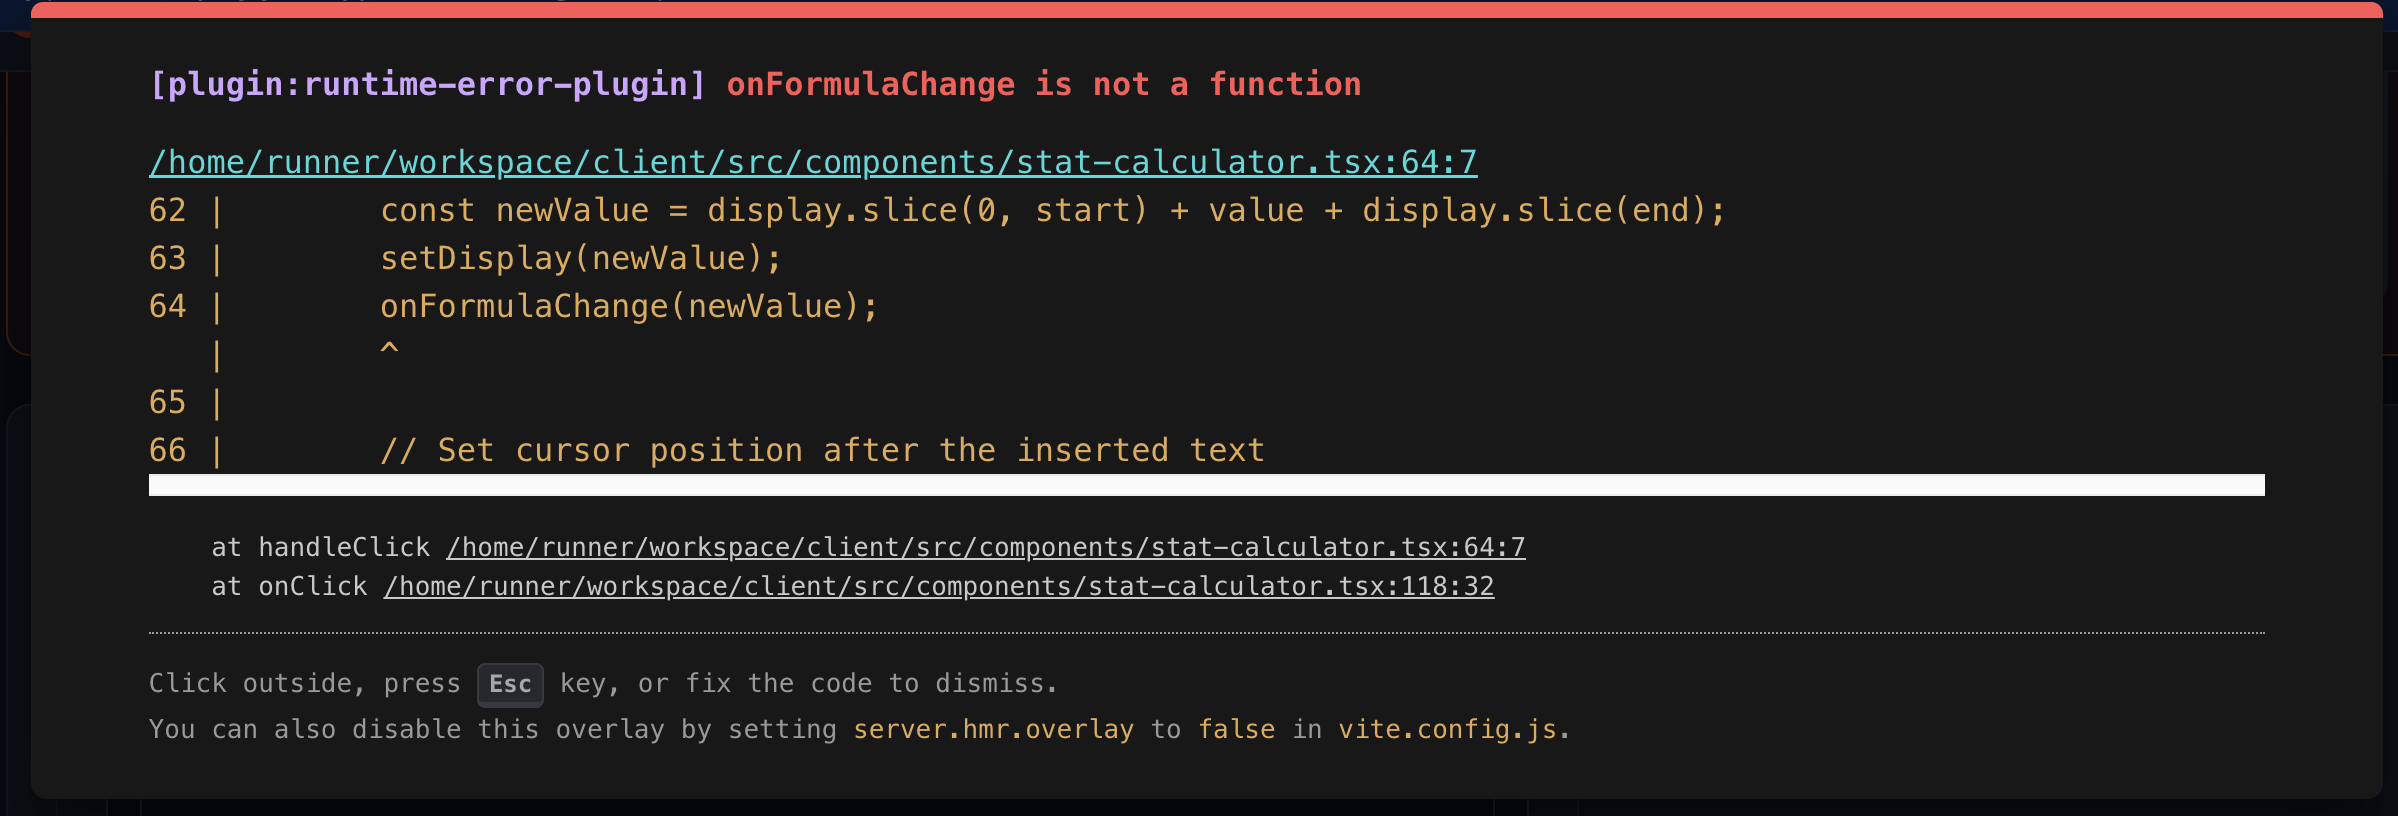 [plugin:runtime-error-plugin] onFormulaChange is not a function
/home/runner/workspace/client/src/components/stat-calculator.tsx:64:7
62 |        const newValue = display.slice(0, start) + value + display.slice(end);
63 |        setDisplay(newValue);
64 |        onFormulaChange(newValue);
   |        ^
65 |
66 |        // Set cursor position after the inserted text
at handleClick /home/runner/workspace/client/src/components/stat-calculator.tsx:64:7
at onClick /home/runner/workspace/client/src/components/stat-calculator.tsx:118:32
Click outside, press Esc key, or fix the code to dismiss.
You can also disable this overlay by setting server.hmr.overlay to false in vite.config.js.